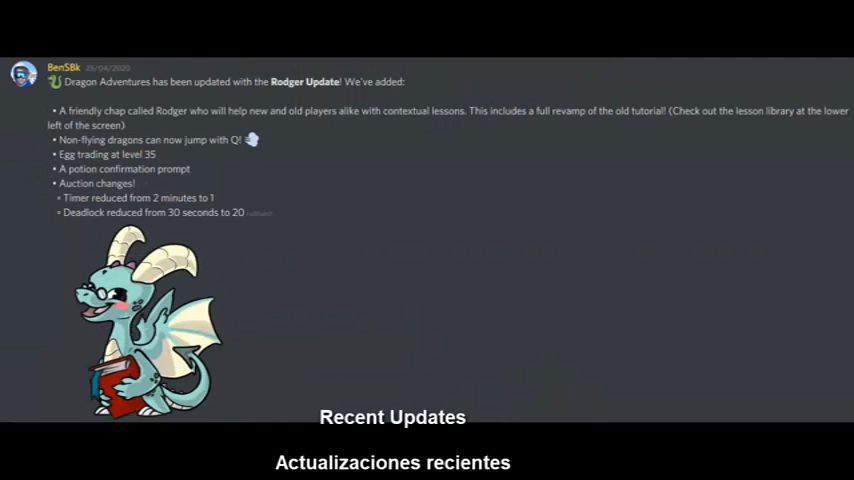 BenSBk 25/04/2020
Dragon Adventures has been updated with the Rodger Update! We've added:
• A friendly chap called Rodger who will help new and old players alike with contextual lessons. This includes a full revamp of the old tutorial! (Check out the lesson library at the lower
left of the screen)
• Non-flying dragons can now jump with Q!
• Egg trading at level 35
• A potion confirmation prompt
• Auction changes!
▫ Timer reduced from 2 minutes to 1
▫ Deadlock reduced from 30 seconds to 20 (edited)
Recent Updates
Actualizaciones recientes